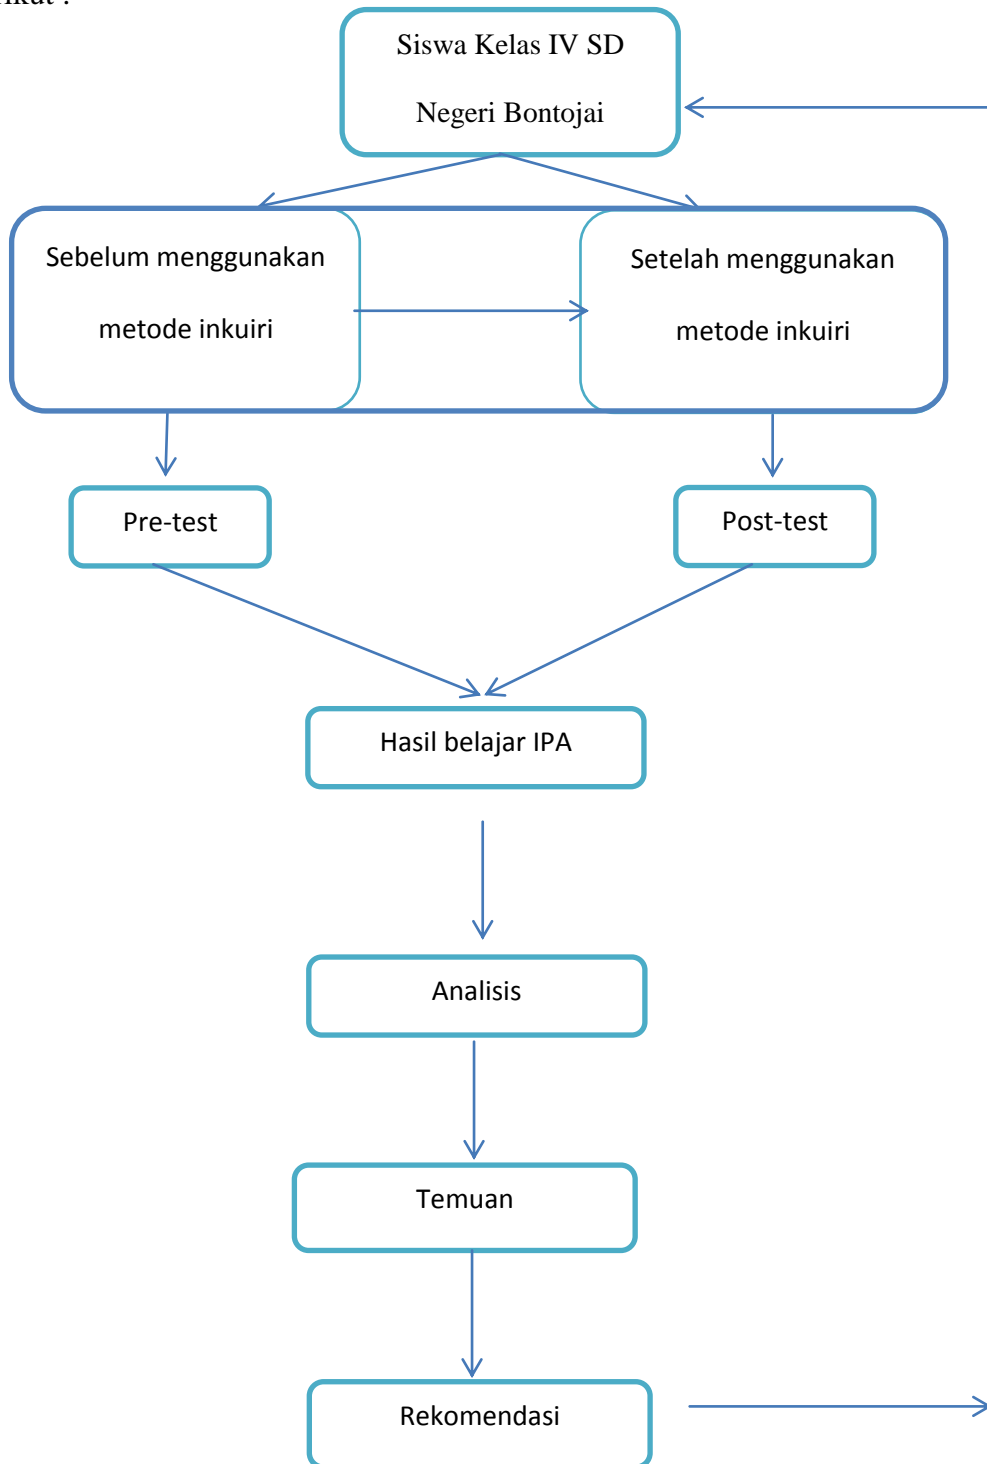 Siswa Kelas IV SD
Negeri Bontojai
Sebelum menggunakan
metode inkuiri
Setelah menggunakan
metode inkuiri
Pre-test
Post-test
Hasil belajar IPA
Analisis
Temuan
Rekomendasi